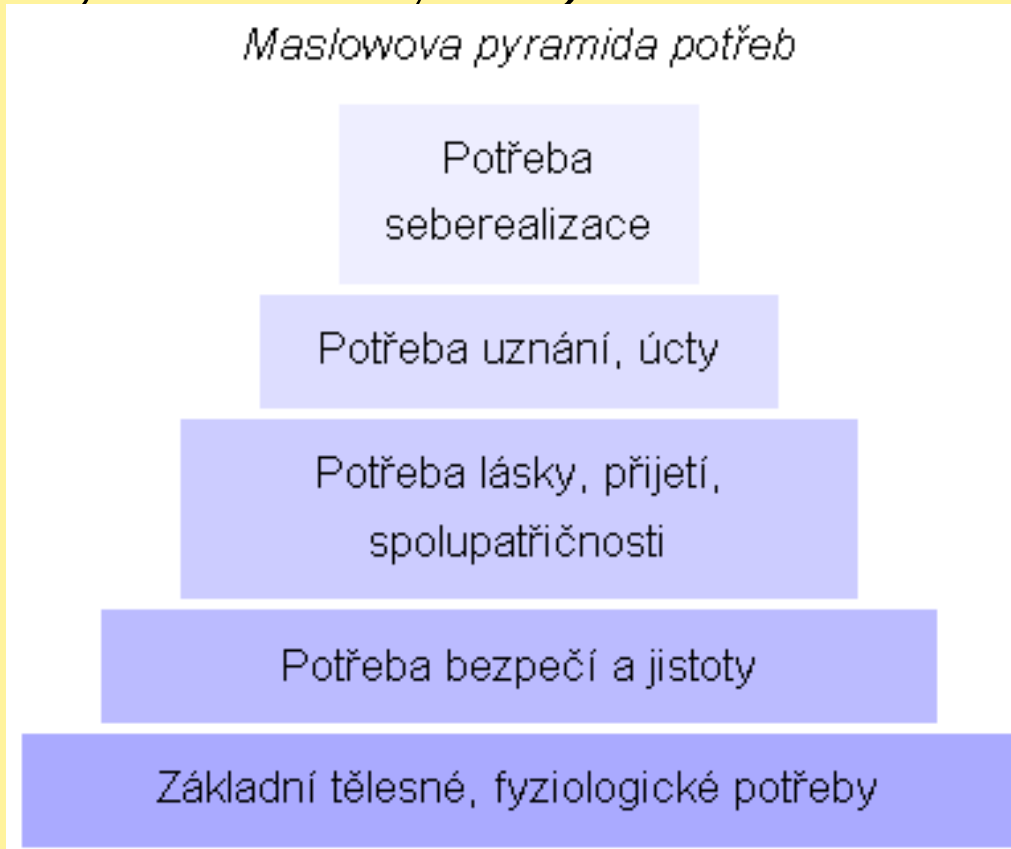 Maslowova pyramida potřeb
Potřeba
seberealizace
Potřeba uznání, úcty
Potřeba lásky, přijetí,
spolupatřičnosti
Potřeba bezpečí a jistoty
Základní tělesné, fyziologické potřeby